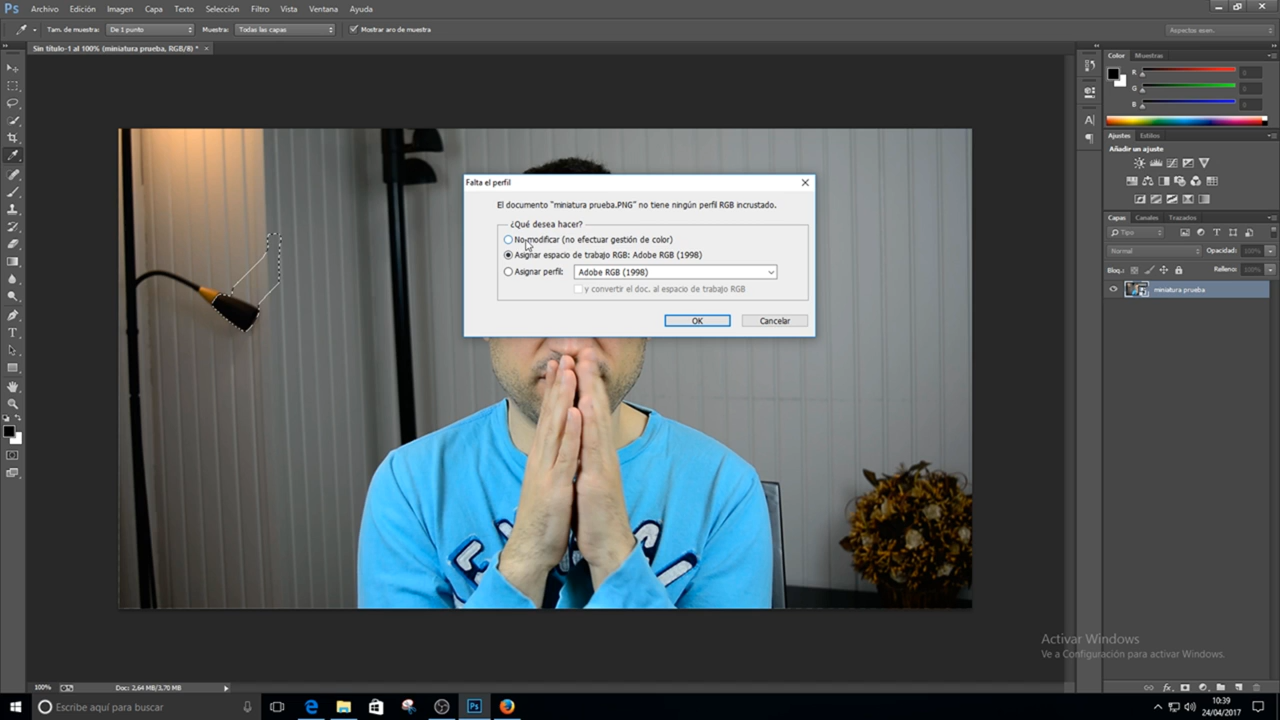 Ps Archivo Edición Imagen Capa Texto Selección Filtro Vista Ventana Ayuda
Tam. de muestra: De 1 punto Muestra: Todas las capas Mostrar aro de muestra Aspectos esen.
Sin título-1 al 100% (miniatura prueba, RGB/8) * ×
Color Muestras
R
G
B
Ajustes Estilos
Añadir un ajuste
Capas Canales Trazados
Tipo
Normal Opacidad:
Bloq.: Relleno:
miniatura prueba
Falta el perfil
El documento "miniatura prueba.PNG" no tiene ningún perfil RGB incrustado.
¿Qué desea hacer?
No modificar (no efectuar gestión de color)
Asignar espacio de trabajo RGB: Adobe RGB (1998)
Asignar perfil: Adobe RGB (1998)
y convertir el doc. al espacio de trabajo RGB
OK Cancelar
Activar Windows
Ve a Configuración para activar Windows.
100% Doc: 2,64 MB/3,70 MB
Escribe aquí para buscar
Ps
10:39
24/04/2017